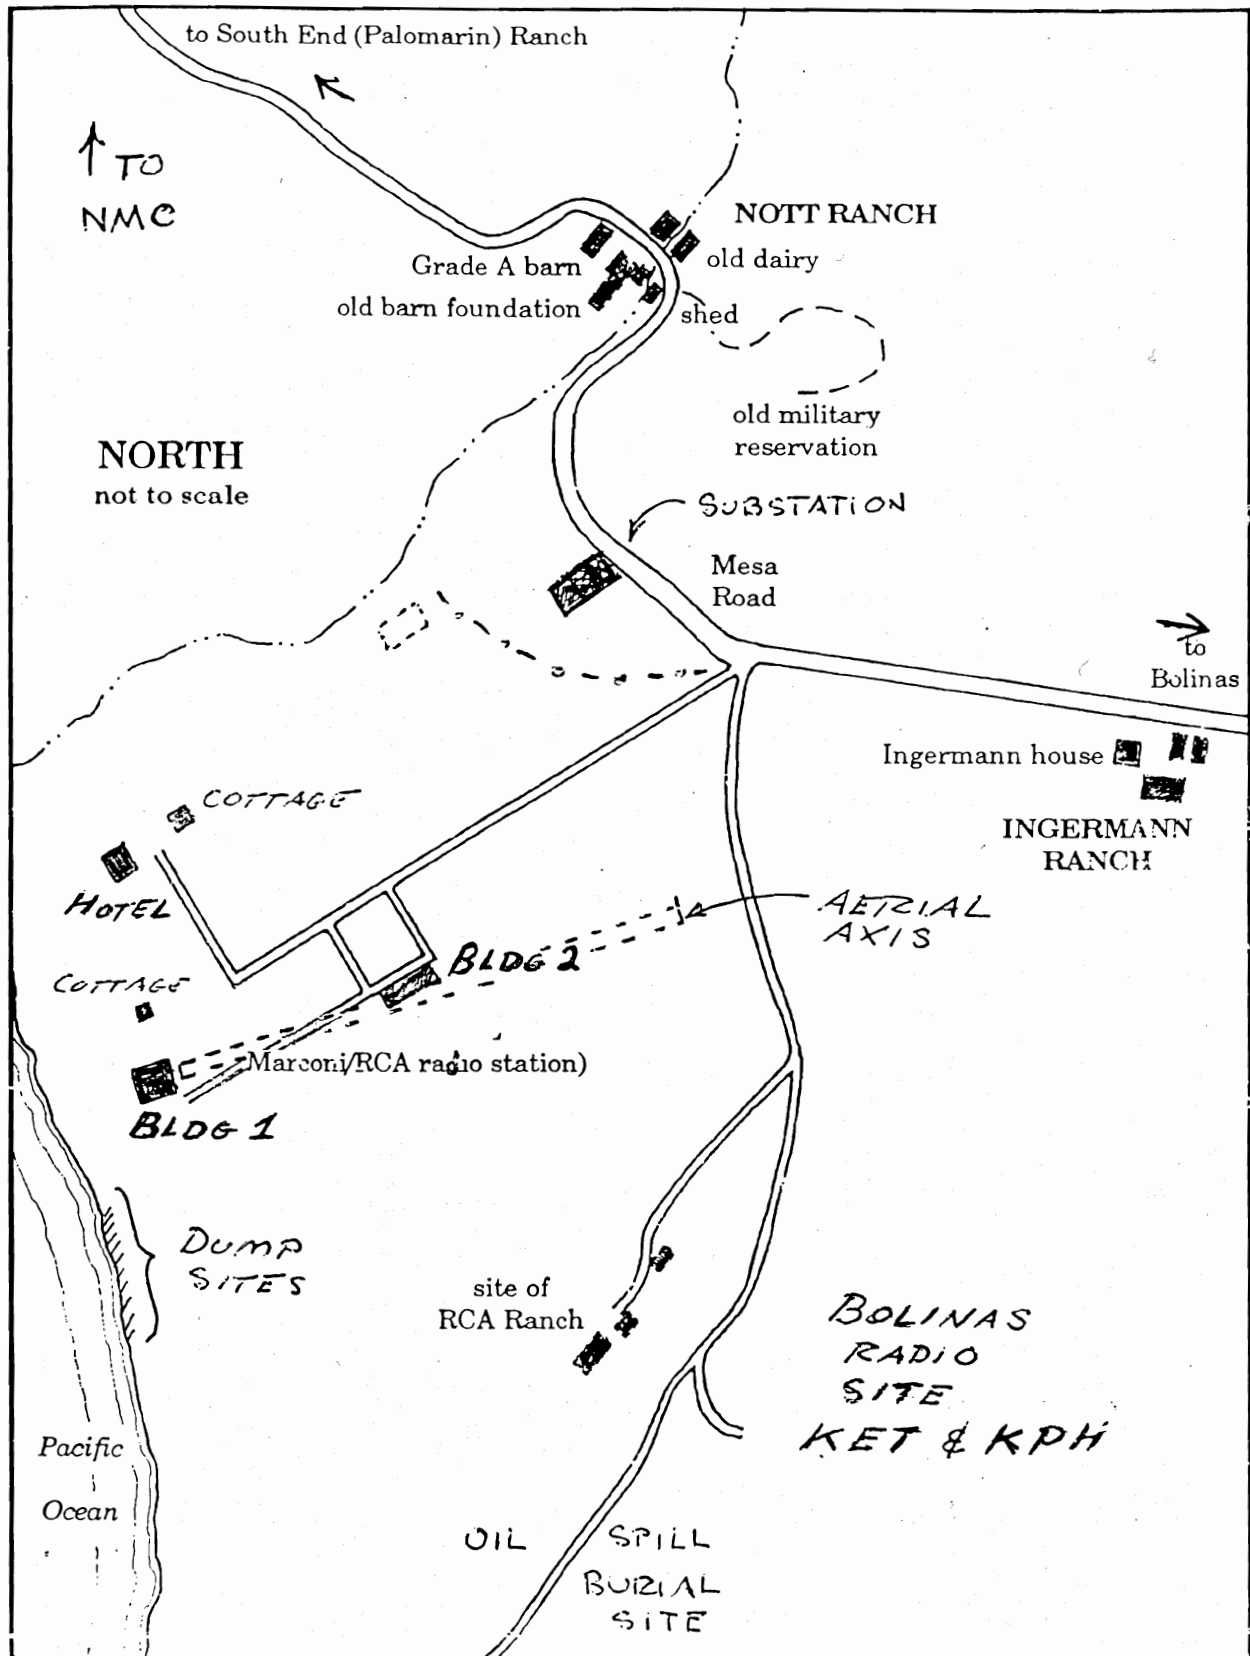 to South End (Palomarin) Ranch
↑ TO
NMC
NOTT RANCH
Grade A barn
old dairy
old barn foundation
shed
old military
reservation
NORTH
not to scale
SUBSTATION
Mesa
Road
to
Bolinas
Ingermann house
INGERMANN
RANCH
COTTAGE
HOTEL
AERIAL
AXIS
BLDG 2
COTTAGE
Marconi/RCA radio station)
BLDG 1
DUMP
SITES
site of
RCA Ranch
BOLINAS
RADIO
SITE
KET & KPH
Pacific
Ocean
OIL SPILL
BURIAL
SITE